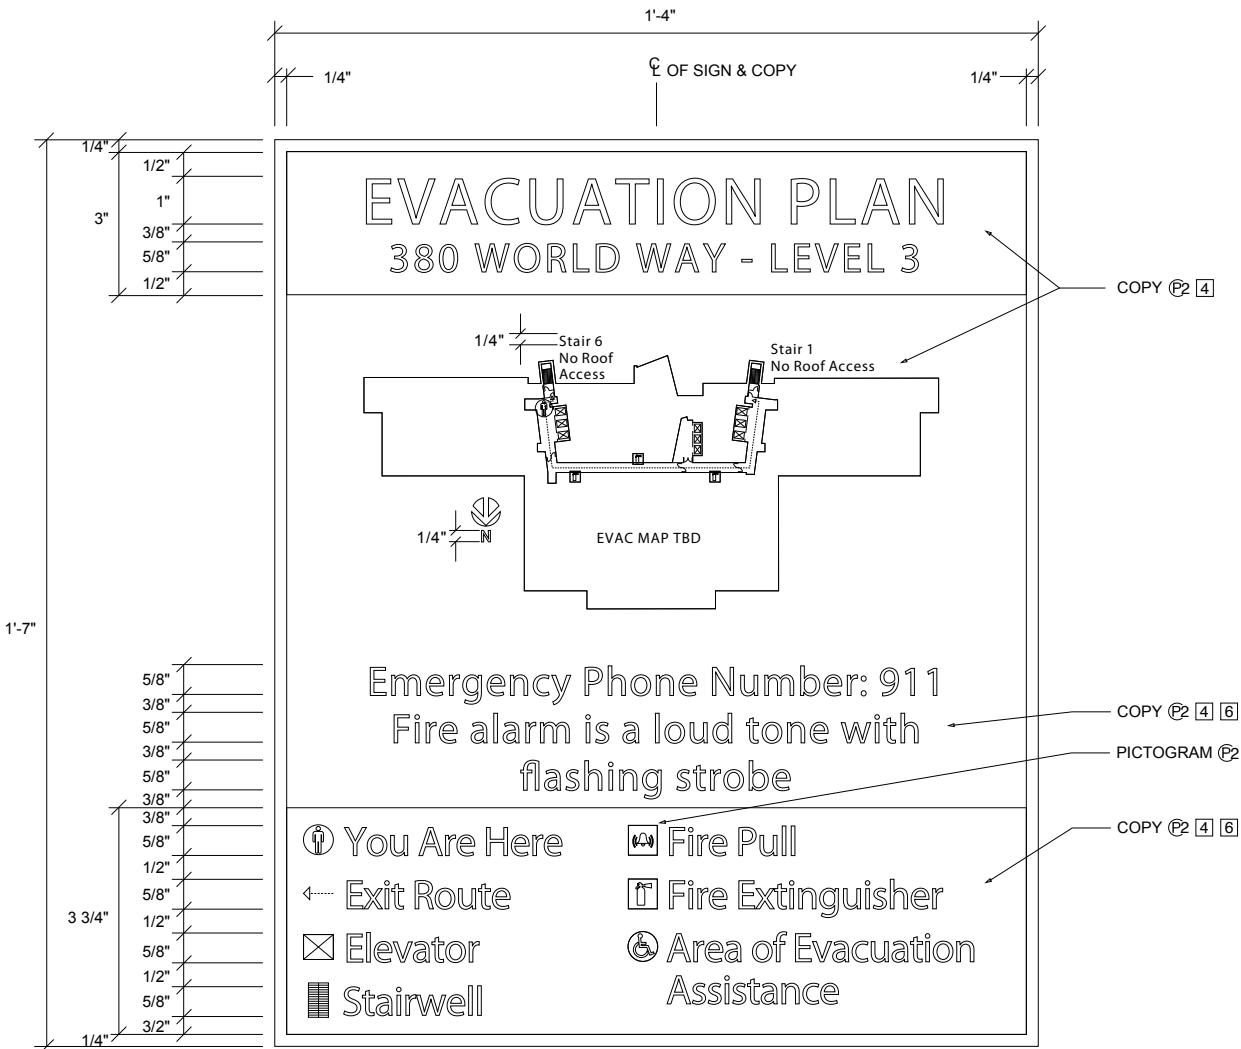 1'-4"
1/4"
℄ OF SIGN & COPY
1/4"
1/4"
1/2"
1"
3"
3/8"
5/8"
1/2"
EVACUATION PLAN
380 WORLD WAY - LEVEL 3
COPY P2 4
1/4"
Stair 6
No Roof
Access
Stair 1
No Roof Access
1/4"
N
EVAC MAP TBD
1'-7"
5/8"
3/8"
5/8"
3/8"
5/8"
3/8"
Emergency Phone Number: 911
Fire alarm is a loud tone with
flashing strobe
COPY P2 4 6
PICTOGRAM P2
COPY P2 4 6
3/8"
5/8"
1/2"
5/8"
3 3/4"
1/2"
5/8"
1/2"
5/8"
3/2"
1/4"
You Are Here
Exit Route
Elevator
Stairwell
Fire Pull
Fire Extinguisher
Area of Evacuation
Assistance